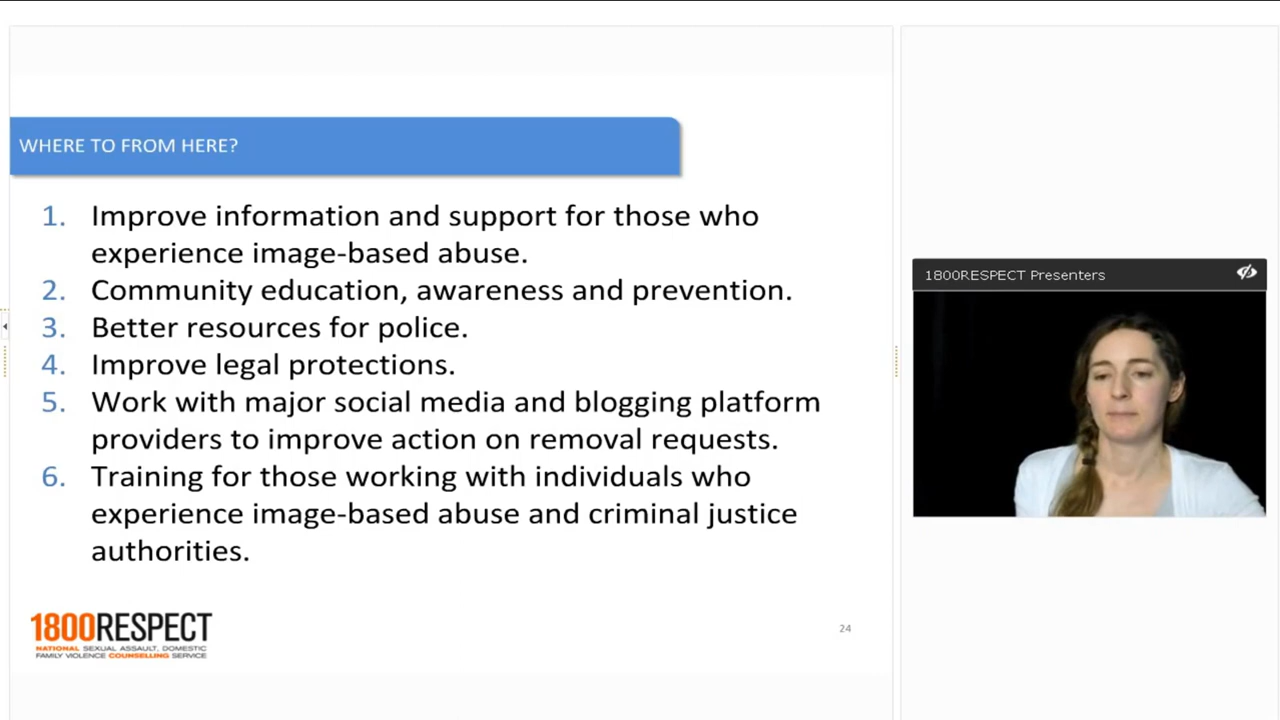 WHERE TO FROM HERE?
1. Improve information and support for those who
experience image-based abuse.
2. Community education, awareness and prevention.
3. Better resources for police.
4. Improve legal protections.
5. Work with major social media and blogging platform
providers to improve action on removal requests.
6. Training for those working with individuals who
experience image-based abuse and criminal justice
authorities.
1800RESPECT
NATIONAL SEXUAL ASSAULT, DOMESTIC
FAMILY VIOLENCE COUNSELLING SERVICE
24
1800RESPECT Presenters